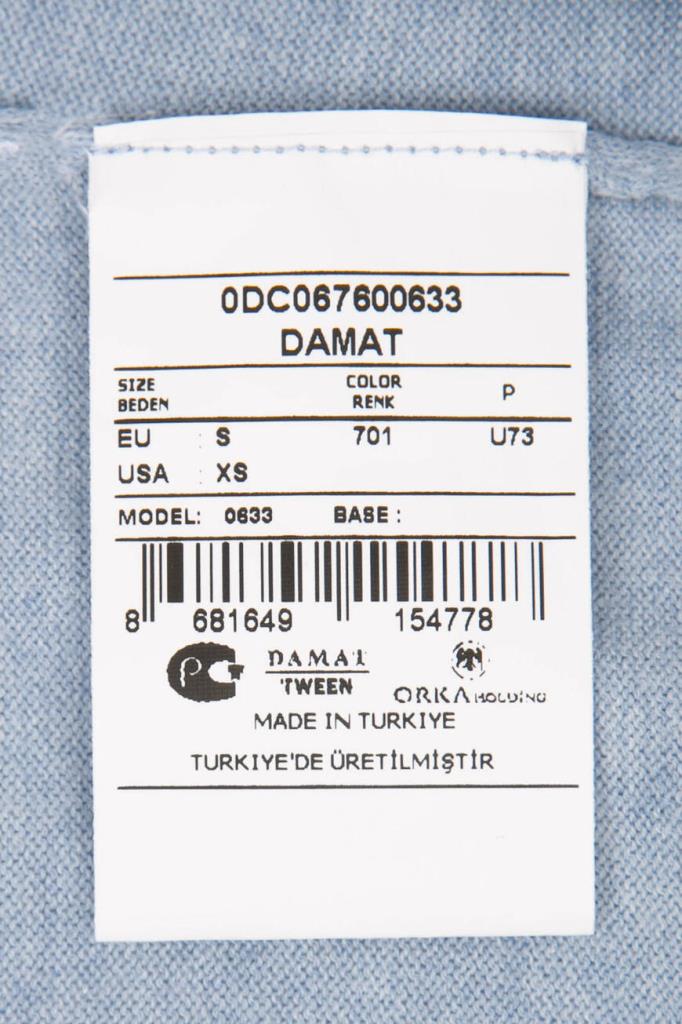 0DC067600633
DAMAT
SIZE COLOR P
BEDEN RENK
EU : S 701 U73
USA : XS
MODEL: 0633 BASE :
8 681649 154778
PC DAMAT
'TWEEN ORKA HOLDING
MADE IN TURKIYE
TURKIYE'DE ÜRETİLMİŞTİR